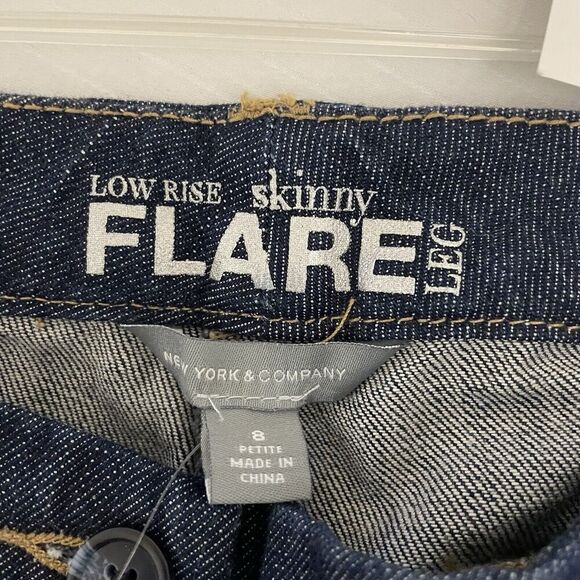 LOW RISE skinny
FLARE LEG
NEW YORK & COMPANY
8
PETITE
MADE IN
CHINA